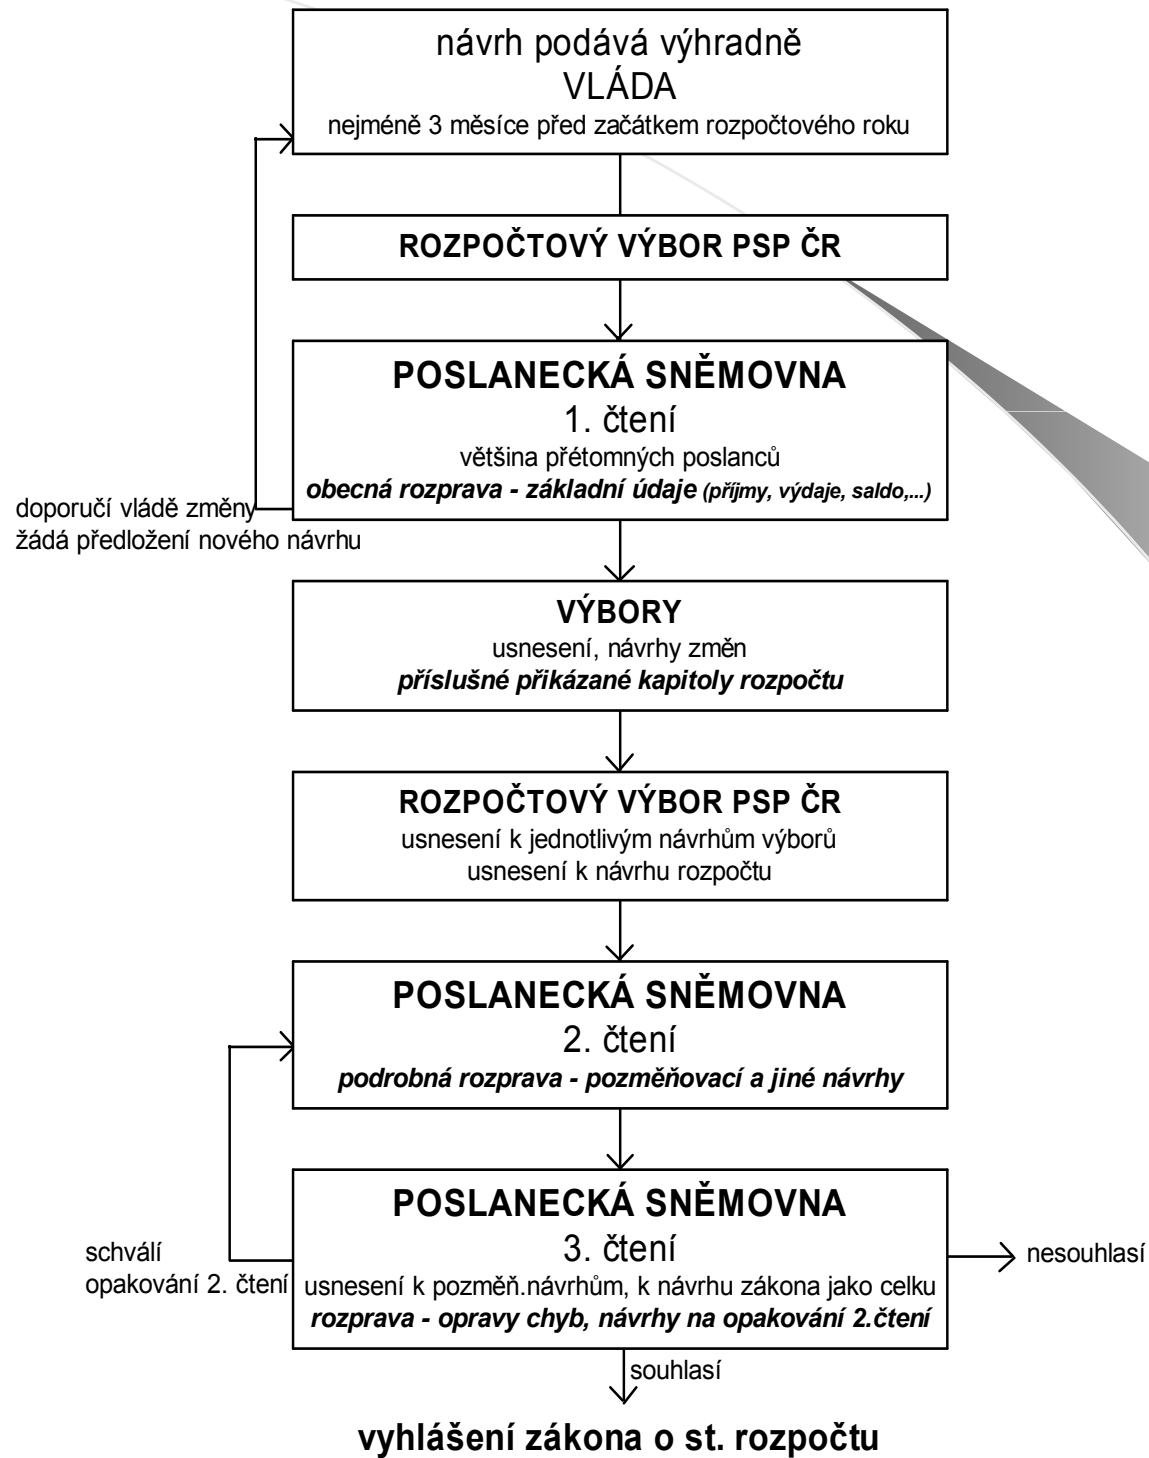 návrh podává výhradně
VLÁDA
nejméně 3 měsíce před začátkem rozpočtového roku
ROZPOČTOVÝ VÝBOR PSP ČR
POSLANECKÁ SNĚMOVNA
1. čtení
většina přétomných poslanců
obecná rozprava - základní údaje (příjmy, výdaje, saldo,...)
doporučí vládě změny
žádá předložení nového návrhu
VÝBORY
usnesení, návrhy změn
příslušné přikázané kapitoly rozpočtu
ROZPOČTOVÝ VÝBOR PSP ČR
usnesení k jednotlivým návrhům výborů
usnesení k návrhu rozpočtu
POSLANECKÁ SNĚMOVNA
2. čtení
podrobná rozprava - pozměňovací a jiné návrhy
POSLANECKÁ SNĚMOVNA
3. čtení
usnesení k pozměň.návrhům, k návrhu zákona jako celku
rozprava - opravy chyb, návrhy na opakování 2.čtení
schválí
opakování 2. čtení
nesouhlasí
souhlasí
vyhlášení zákona o st. rozpočtu